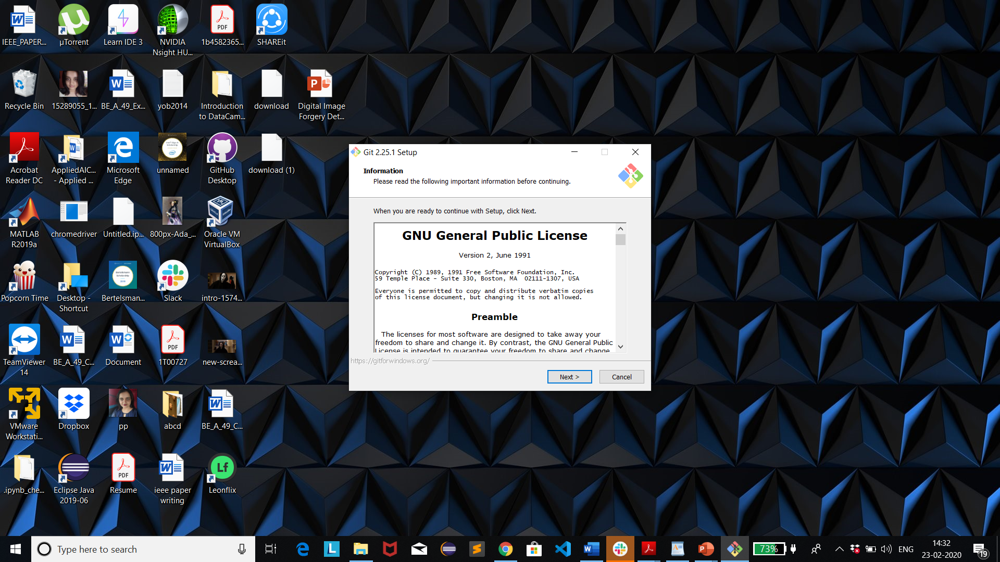 IEEE_PAPER...
µTorrent
Learn IDE 3
NVIDIA
Nsight HU...
1b4582365...
SHAREit
Recycle Bin
15289055_1...
BE_A_49_Ex...
yob2014
Introduction
to DataCam...
download
Digital Image
Forgery Det...
Acrobat
Reader DC
AppliedAIC...
- Applied ...
Microsoft
Edge
unnamed
GitHub
Desktop
download (1)
MATLAB
R2019a
chromedriver
Untitled.ip...
800px-Ada_...
Oracle VM
VirtualBox
Popcorn Time
Desktop -
Shortcut
Bertelsman...
Slack
intro-1574...
TeamViewer
14
BE_A_49_C...
Document
1T00727
new-screa...
VMware
Workstati...
Dropbox
pp
abcd
BE_A_49_C...
.ipynb_che...
Eclipse Java
2019-06
Resume
ieee paper
writing
Leonflix
Git 2.25.1 Setup
Information
Please read the following important information before continuing.
When you are ready to continue with Setup, click Next.
GNU General Public License
Version 2, June 1991
Copyright (C) 1989, 1991 Free Software Foundation, Inc.
59 Temple Place - Suite 330, Boston, MA  02111-1307, USA
Everyone is permitted to copy and distribute verbatim copies
of this license document, but changing it is not allowed.
Preamble
The licenses for most software are designed to take away your
freedom to share and change it. By contrast, the GNU General Public
License is intended to guarantee your freedom to share and change
https://gitforwindows.org/
Next >
Cancel
Type here to search
73%
ENG
14:32
23-02-2020
19